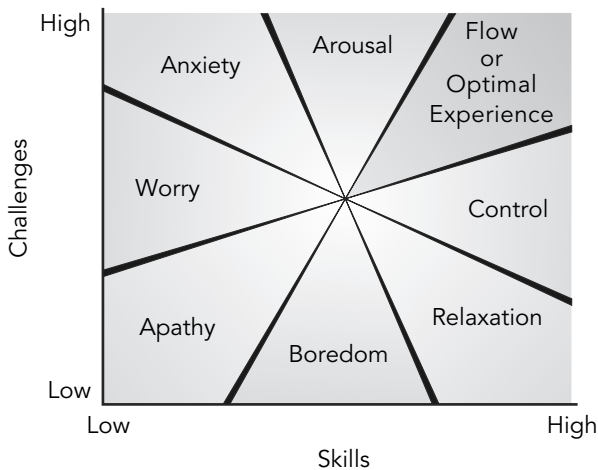 High
Anxiety
Arousal
Flow
or
Optimal
Experience
Challenges
Worry
Control
Apathy
Boredom
Relaxation
Low
Low
High
Skills